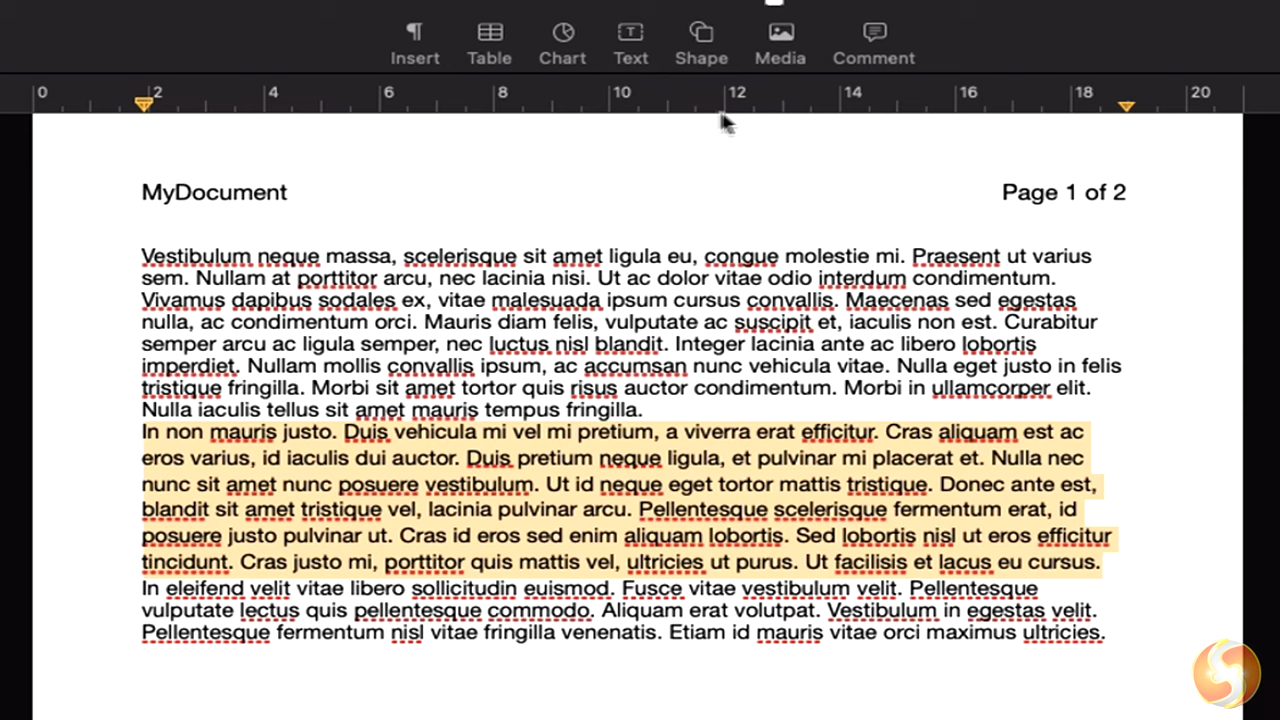 Insert Table Chart Text Shape Media Comment
0 2 4 6 8 10 12 14 16 18 20
MyDocument Page 1 of 2
Vestibulum neque massa, scelerisque sit amet ligula eu, congue molestie mi. Praesent ut varius
sem. Nullam at porttitor arcu, nec lacinia nisi. Ut ac dolor vitae odio interdum condimentum.
Vivamus dapibus sodales ex, vitae malesuada ipsum cursus convallis. Maecenas sed egestas
nulla, ac condimentum orci. Mauris diam felis, vulputate ac suscipit et, iaculis non est. Curabitur
semper arcu ac ligula semper, nec luctus nisl blandit. Integer lacinia ante ac libero lobortis
imperdiet. Nullam mollis convallis ipsum, ac accumsan nunc vehicula vitae. Nulla eget justo in felis
tristique fringilla. Morbi sit amet tortor quis risus auctor condimentum. Morbi in ullamcorper elit.
Nulla iaculis tellus sit amet mauris tempus fringilla.
In non mauris justo. Duis vehicula mi vel mi pretium, a viverra erat efficitur. Cras aliquam est ac
eros varius, id iaculis dui auctor. Duis pretium neque ligula, et pulvinar mi placerat et. Nulla nec
nunc sit amet nunc posuere vestibulum. Ut id neque eget tortor mattis tristique. Donec ante est,
blandit sit amet tristique vel, lacinia pulvinar arcu. Pellentesque scelerisque fermentum erat, id
posuere justo pulvinar ut. Cras id eros sed enim aliquam lobortis. Sed lobortis nisl ut eros efficitur
tincidunt. Cras justo mi, porttitor quis mattis vel, ultricies ut purus. Ut facilisis et lacus eu cursus.
In eleifend velit vitae libero sollicitudin euismod. Fusce vitae vestibulum velit. Pellentesque
vulputate lectus quis pellentesque commodo. Aliquam erat volutpat. Vestibulum in egestas velit.
Pellentesque fermentum nisl vitae fringilla venenatis. Etiam id mauris vitae orci maximus ultricies.